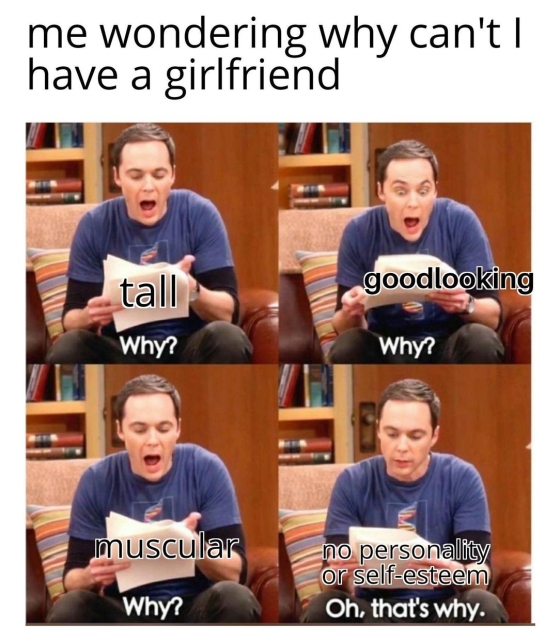 me wondering why can't I
have a girlfriend
tall
Why?
goodlooking
Why?
muscular
Why?
no personality
or self-esteem
Oh, that's why.